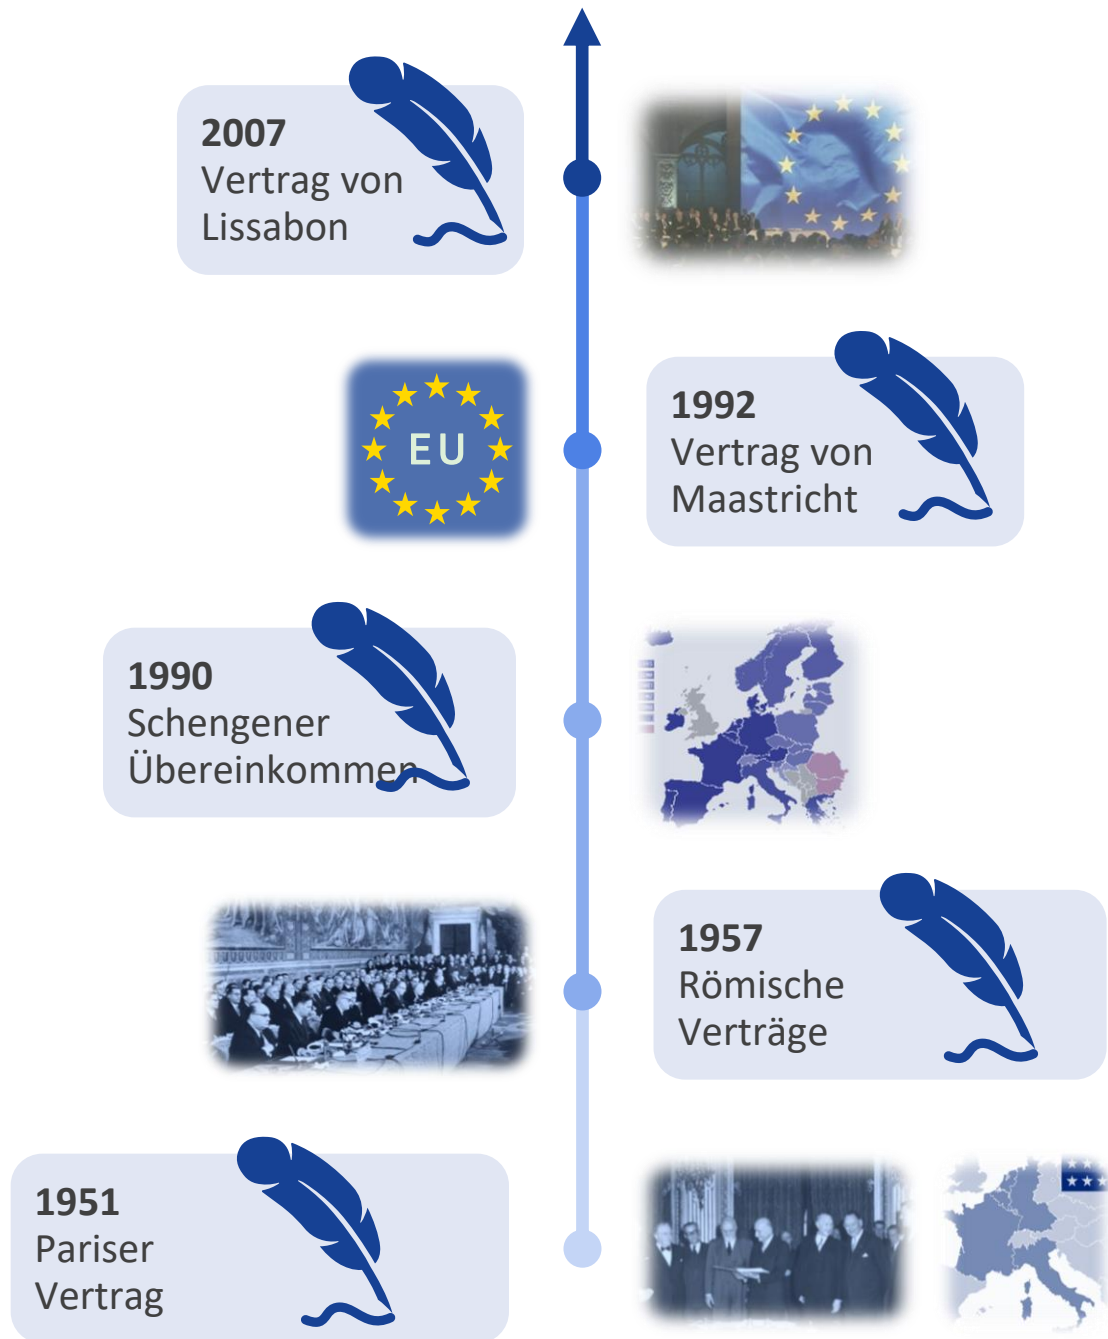 2007
Vertrag von
Lissabon
EU
1992
Vertrag von
Maastricht
1990
Schengener
Übereinkommen
1957
Römische
Verträge
1951
Pariser
Vertrag